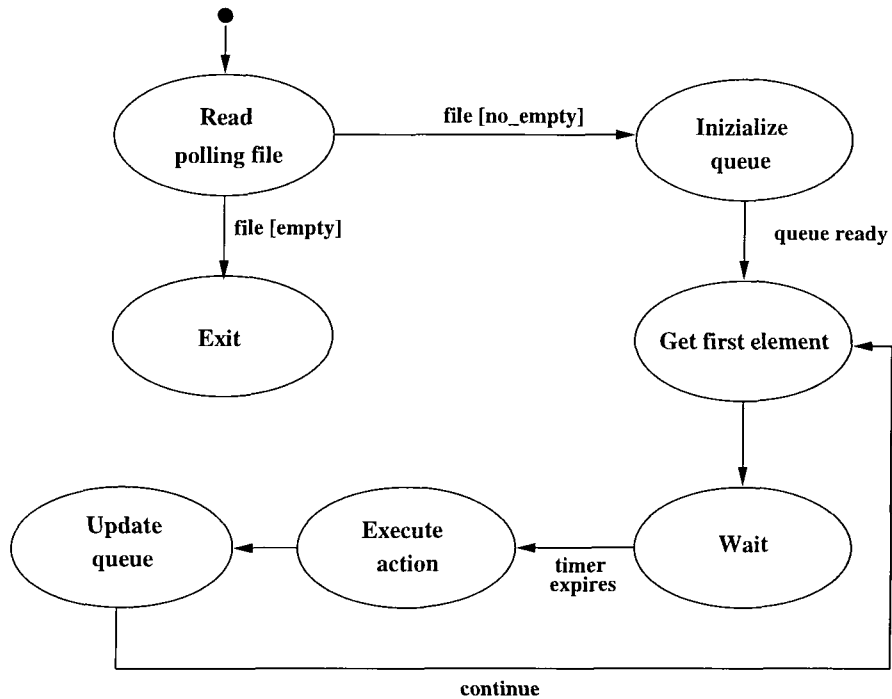 Read
polling file
file [no_empty]
Inizialize
queue
file [empty]
queue ready
Exit
Get first element
Update
queue
Execute
action
timer
expires
Wait
continue